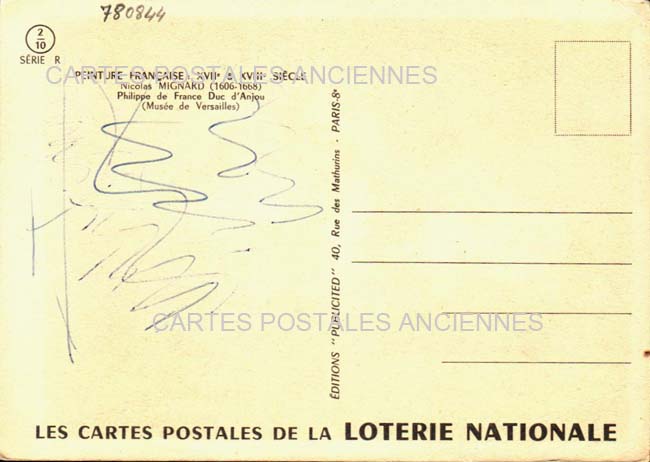 780844
2
10
SÉRIE R
PEINTURE FRANÇAISE, XVIIᵉ & XVIIIᵉ SIÈCLE
Nicolas MIGNARD (1606-1668)
Philippe de France Duc d'Anjou
(Musée de Versailles)
CARTES POSTALES ANCIENNES
CARTES POSTALES ANCIENNES
ÉDITIONS "PUBLICITED" 40, Rue des Mathurins - PARIS-8ᵉ
LES CARTES POSTALES DE LA LOTERIE NATIONALE